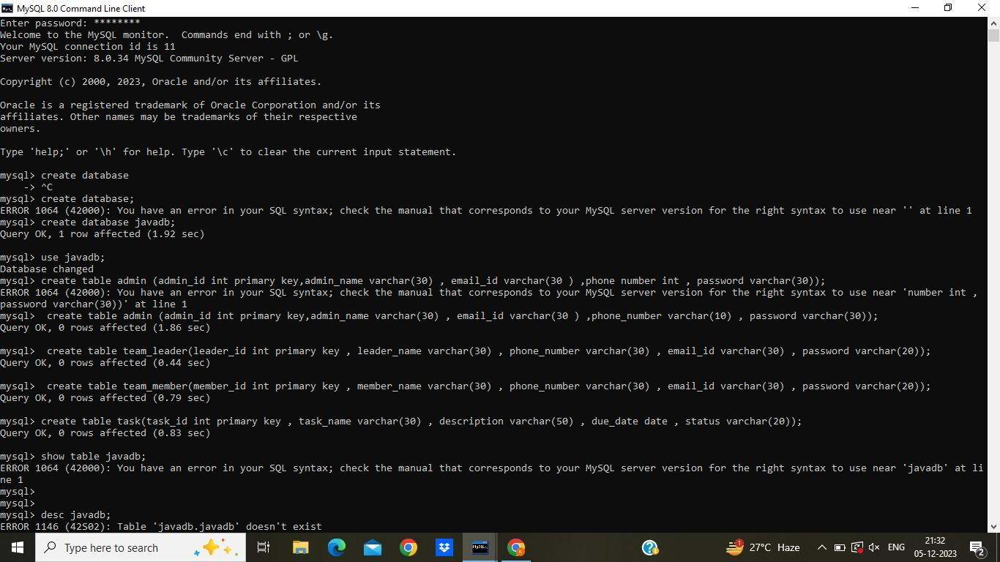 MySQL 8.0 Command Line Client
Enter password: ********
Welcome to the MySQL monitor.  Commands end with ; or \g.
Your MySQL connection id is 11
Server version: 8.0.34 MySQL Community Server - GPL
Copyright (c) 2000, 2023, Oracle and/or its affiliates.
Oracle is a registered trademark of Oracle Corporation and/or its
affiliates. Other names may be trademarks of their respective
owners.
Type 'help;' or '\h' for help. Type '\c' to clear the current input statement.
mysql> create database
    -> ^C
mysql> create database;
ERROR 1064 (42000): You have an error in your SQL syntax; check the manual that corresponds to your MySQL server version for the right syntax to use near '' at line 1
mysql> create database javadb;
Query OK, 1 row affected (1.92 sec)
mysql> use javadb;
Database changed
mysql> create table admin (admin_id int primary key,admin_name varchar(30) , email_id varchar(30 ) ,phone number int , password varchar(30));
ERROR 1064 (42000): You have an error in your SQL syntax; check the manual that corresponds to your MySQL server version for the right syntax to use near 'number int ,
password varchar(30))' at line 1
mysql>  create table admin (admin_id int primary key,admin_name varchar(30) , email_id varchar(30 ) ,phone_number varchar(10) , password varchar(30));
Query OK, 0 rows affected (1.86 sec)
mysql>  create table team_leader(leader_id int primary key , leader_name varchar(30) , phone_number varchar(30) , email_id varchar(30) , password varchar(20));
Query OK, 0 rows affected (0.44 sec)
mysql>  create table team_member(member_id int primary key , member_name varchar(30) , phone_number varchar(30) , email_id varchar(30) , password varchar(20));
Query OK, 0 rows affected (0.79 sec)
mysql> create table task(task_id int primary key , task_name varchar(30) , description varchar(50) , due_date date , status varchar(20));
Query OK, 0 rows affected (0.83 sec)
mysql> show table javadb;
ERROR 1064 (42000): You have an error in your SQL syntax; check the manual that corresponds to your MySQL server version for the right syntax to use near 'javadb' at li
ne 1
mysql>
mysql>
mysql> desc javadb;
ERROR 1146 (42S02): Table 'javadb.javadb' doesn't exist
Type here to search
1
27°C Haze
ENG
21:32
05-12-2023
2